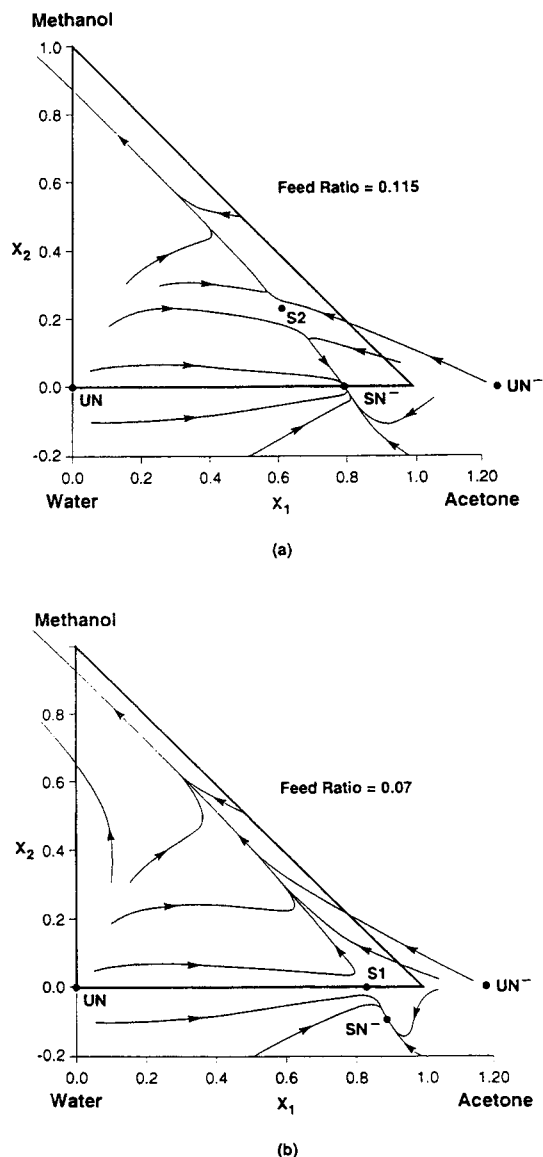 Methanol
1.0
0.8
Feed Ratio = 0.115
0.6
X2
0.4
S2
0.2
0.0
UN
SN−
UN−
-0.2
0.0 0.2 0.4 0.6 0.8 1.0 1.20
Water X1 Acetone
(a)
Methanol
0.8
0.6
Feed Ratio = 0.07
X2
0.4
0.2
S1
UN−
0.0
UN
SN−
-0.2
0.0 0.2 0.4 0.6 0.8 1.0 1.20
Water X1 Acetone
(b)